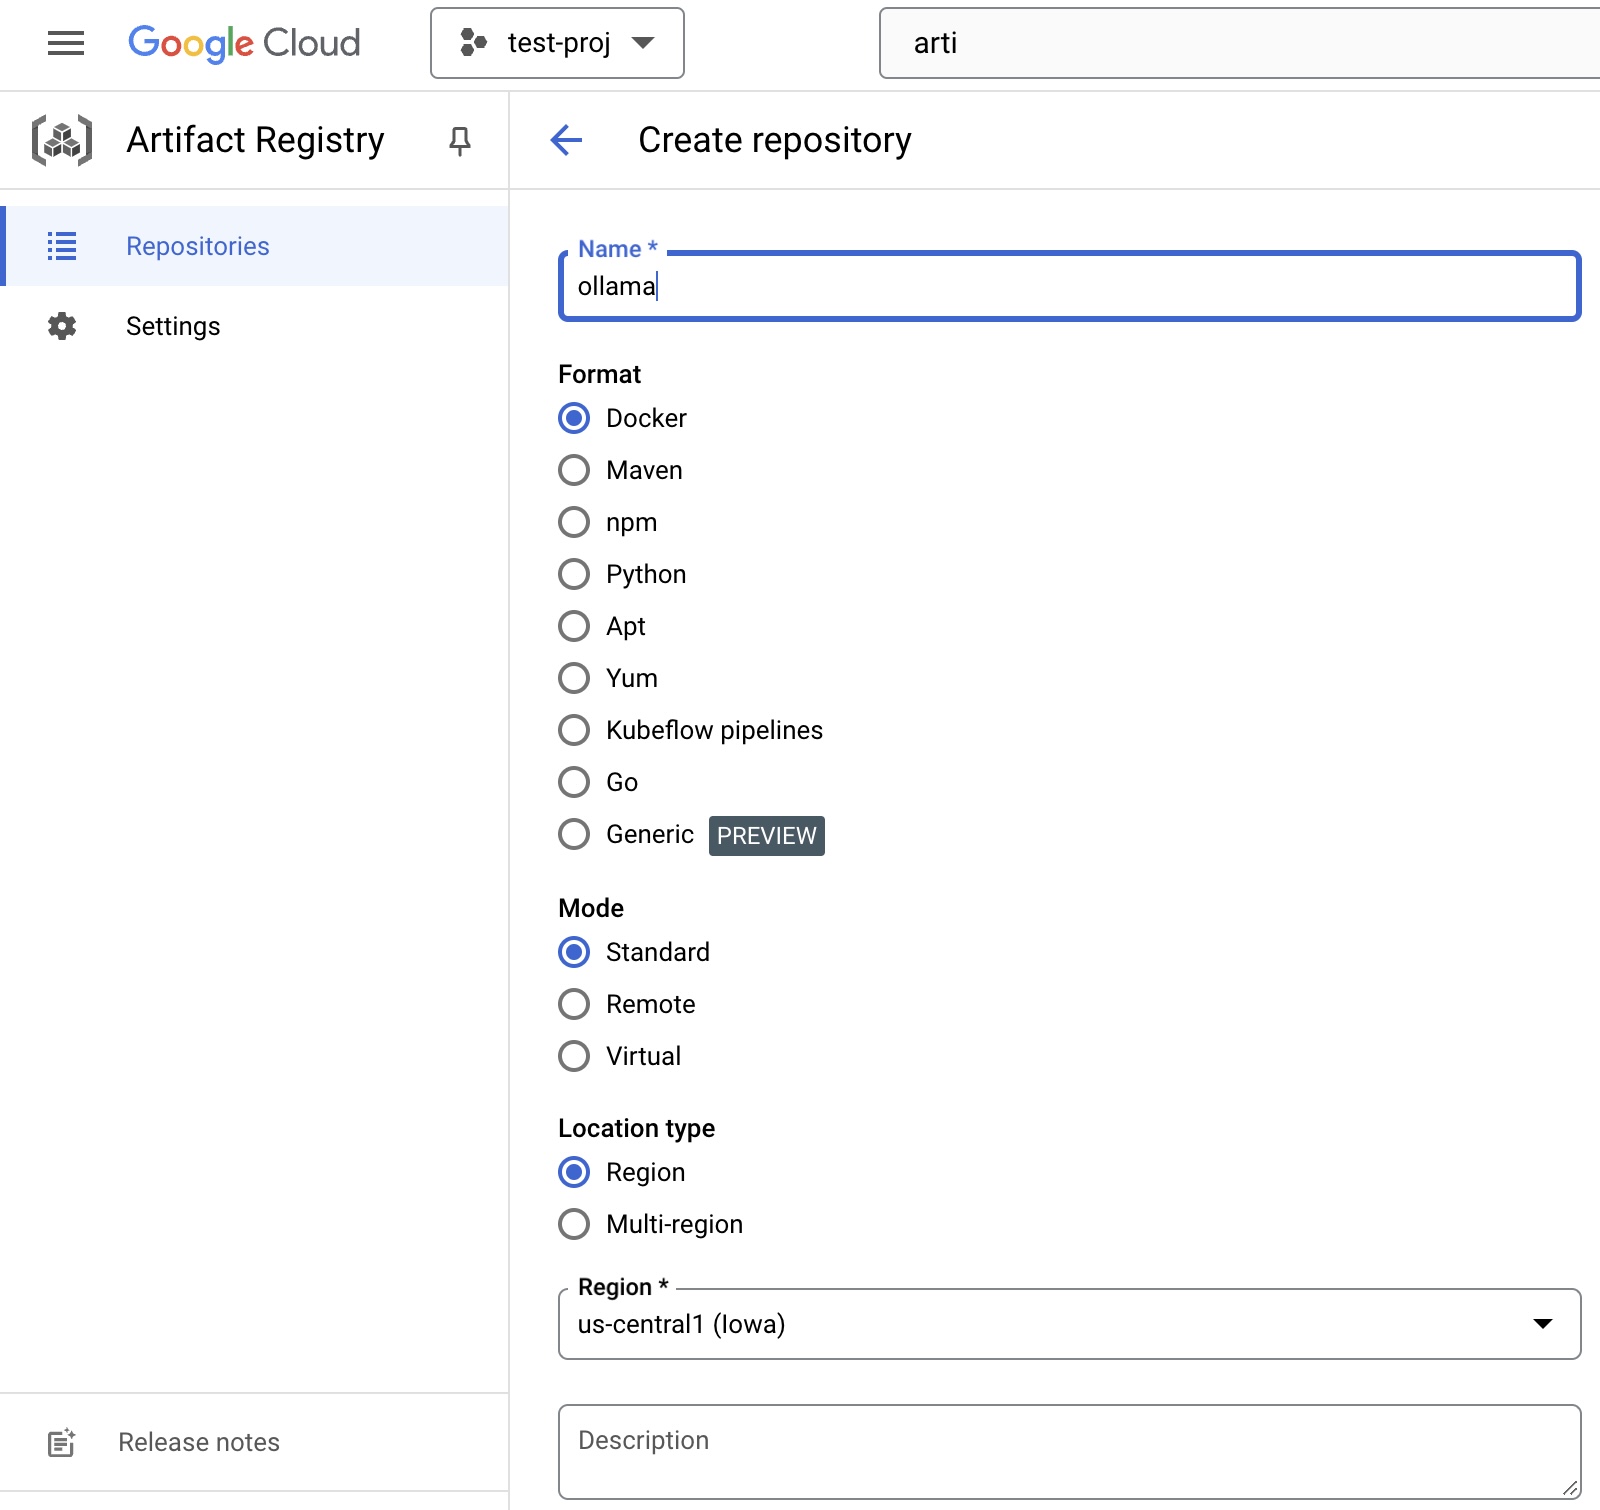 Google Cloud
test-proj
arti
Artifact Registry
Create repository
Repositories
Settings
Name *
ollama
Format
Docker
Maven
npm
Python
Apt
Yum
Kubeflow pipelines
Go
Generic PREVIEW
Mode
Standard
Remote
Virtual
Location type
Region
Multi-region
Region *
us-central1 (Iowa)
Description
Release notes